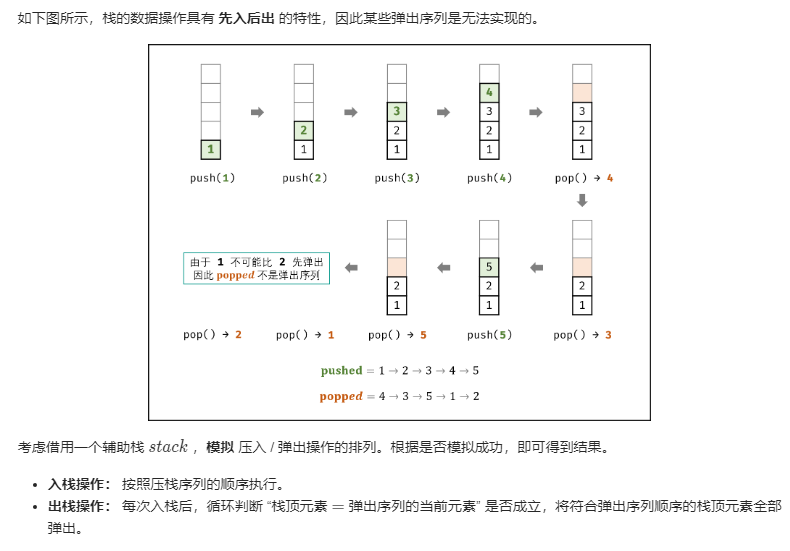 如下图所示，栈的数据操作具有 先入后出 的特性，因此某些弹出序列是无法实现的。
1
2
1
3
2
1
4
3
2
1
3
2
1
push(1) push(2) push(3) push(4) pop() → 4
由于 1 不可能比 2 先弹出
因此 popped 不是弹出序列
2
1
5
2
1
2
1
pop() → 2 pop() → 1 pop() → 5 push(5) pop() → 3
pushed = 1 → 2 → 3 → 4 → 5
popped = 4 → 3 → 5 → 1 → 2
考虑借用一个辅助栈 stack ，模拟 压入 / 弹出操作的排列。根据是否模拟成功，即可得到结果。
• 入栈操作： 按照压栈序列的顺序执行。
• 出栈操作： 每次入栈后，循环判断 “栈顶元素 = 弹出序列的当前元素” 是否成立，将符合弹出序列顺序的栈顶元素全部
弹出。